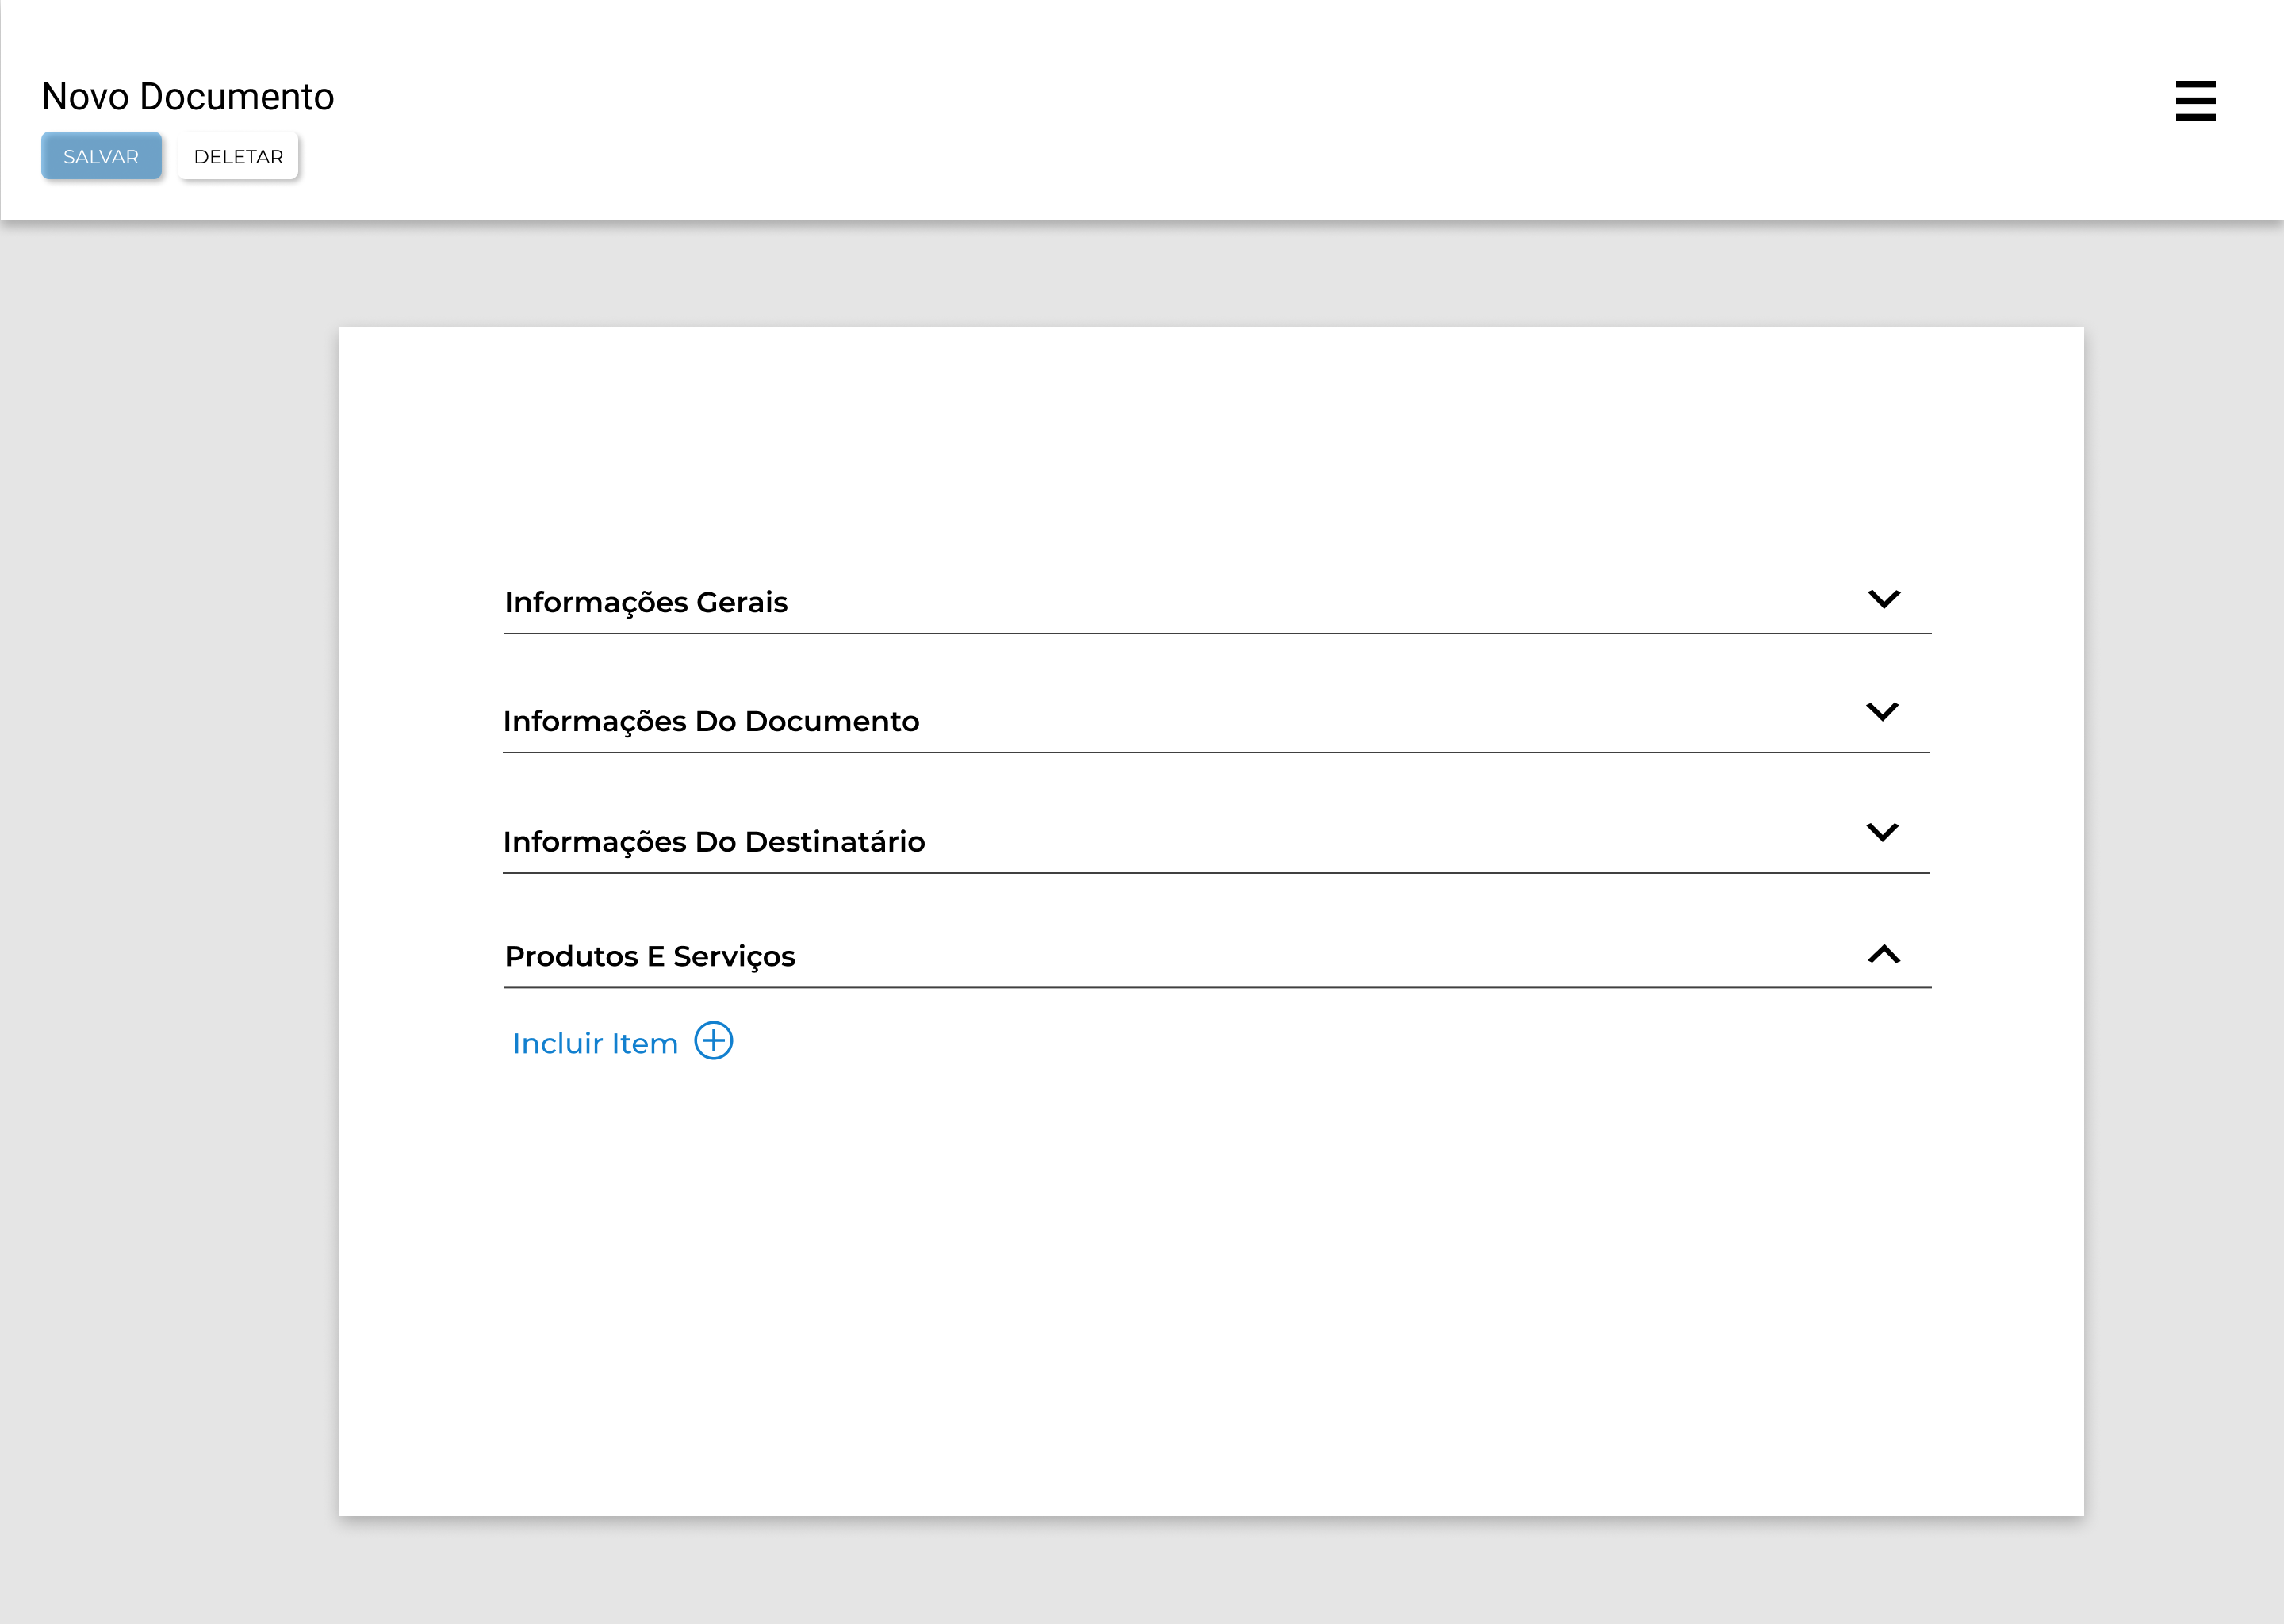 Novo Documento
SALVAR DELETAR
Informações Gerais
Informações Do Documento
Informações Do Destinatário
Produtos E Serviços
Incluir Item